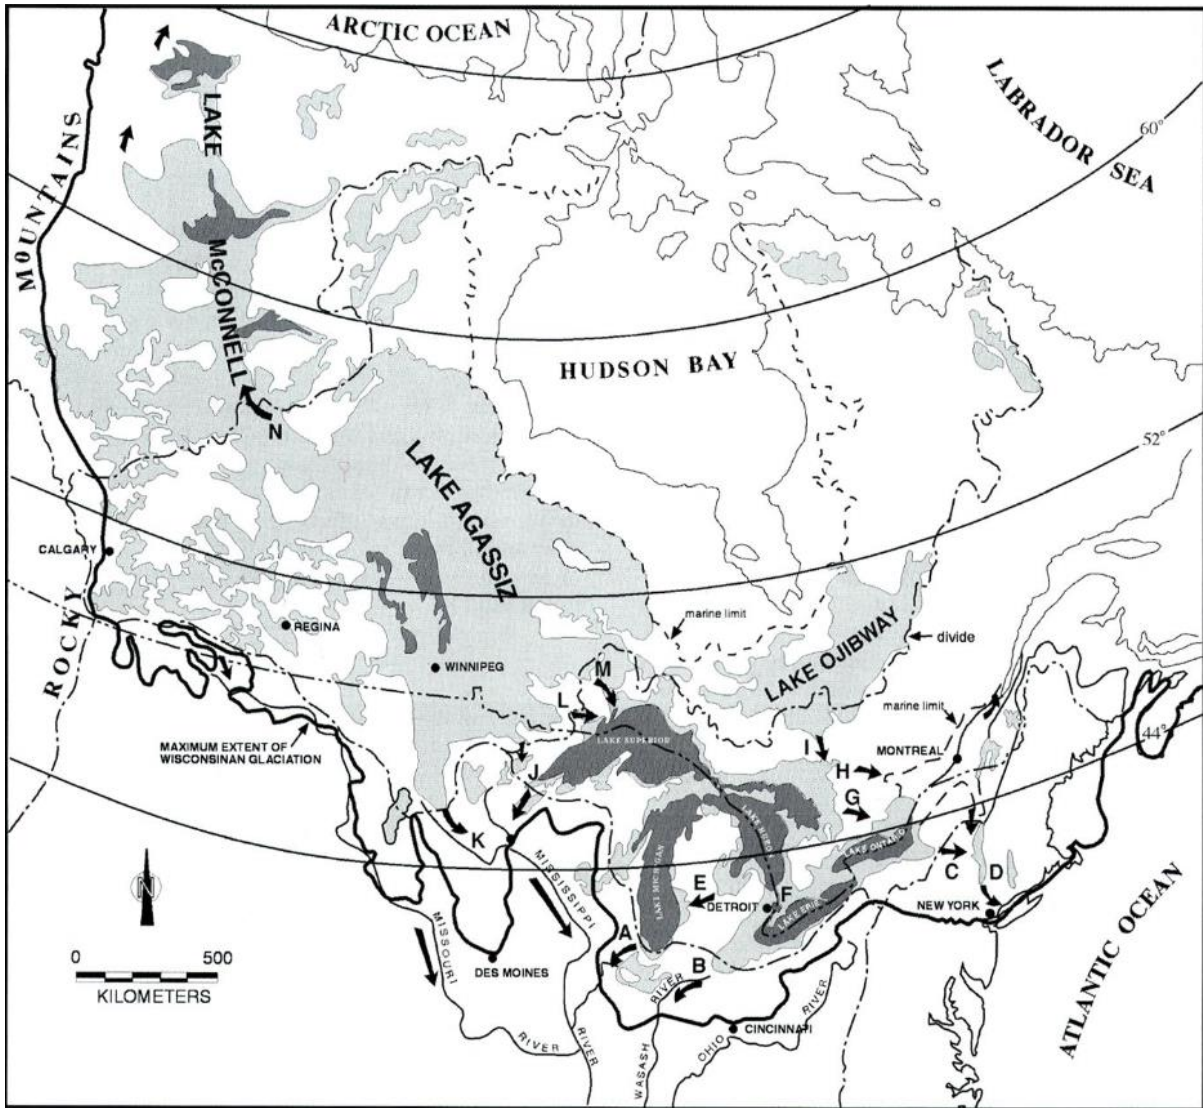 ARCTIC OCEAN
LABRADOR SEA
60°
MOUNTAINS
LAKE
McCONNELL
HUDSON BAY
N
LAKE AGASSIZ
52°
CALGARY
ROCKY
REGINA
WINNIPEG
marine limit
LAKE OJIBWAY
divide
M
L
LAKE SUPERIOR
marine limit
44°
MAXIMUM EXTENT OF
WISCONSINAN GLACIATION
I
MONTREAL
J
H
G
K
LAKE HURON
LAKE ONTARIO
LAKE MICHIGAN
MISSISSIPPI
RIVER
E
DETROIT
F
LAKE ERIE
C
D
NEW YORK
N
A
B
MISSOURI
RIVER
DES MOINES
0
500
KILOMETERS
RIVER
WASASH
OHIO
RIVER
CINCINNATI
ATLANTIC OCEAN